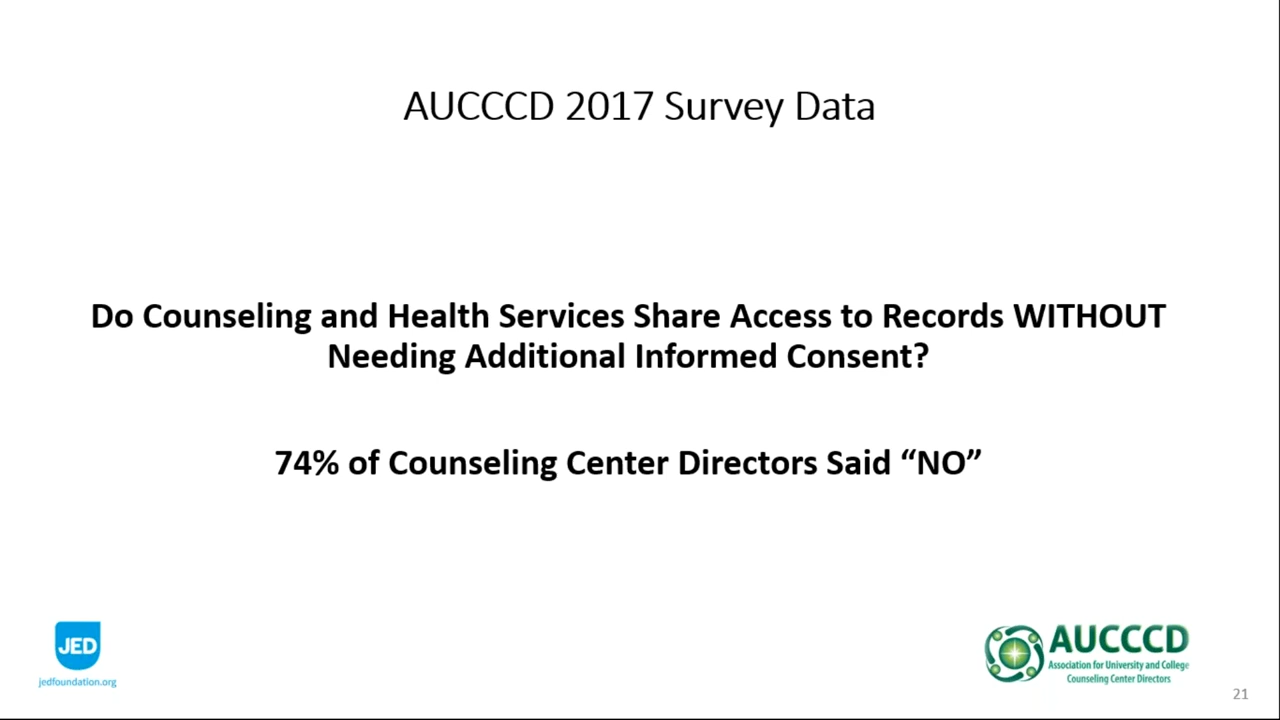 AUCCCD 2017 Survey Data
Do Counseling and Health Services Share Access to Records WITHOUT
Needing Additional Informed Consent?
74% of Counseling Center Directors Said “NO”
JED
jedfoundation.org
AUCCCD
Association for University and College
Counseling Center Directors
21